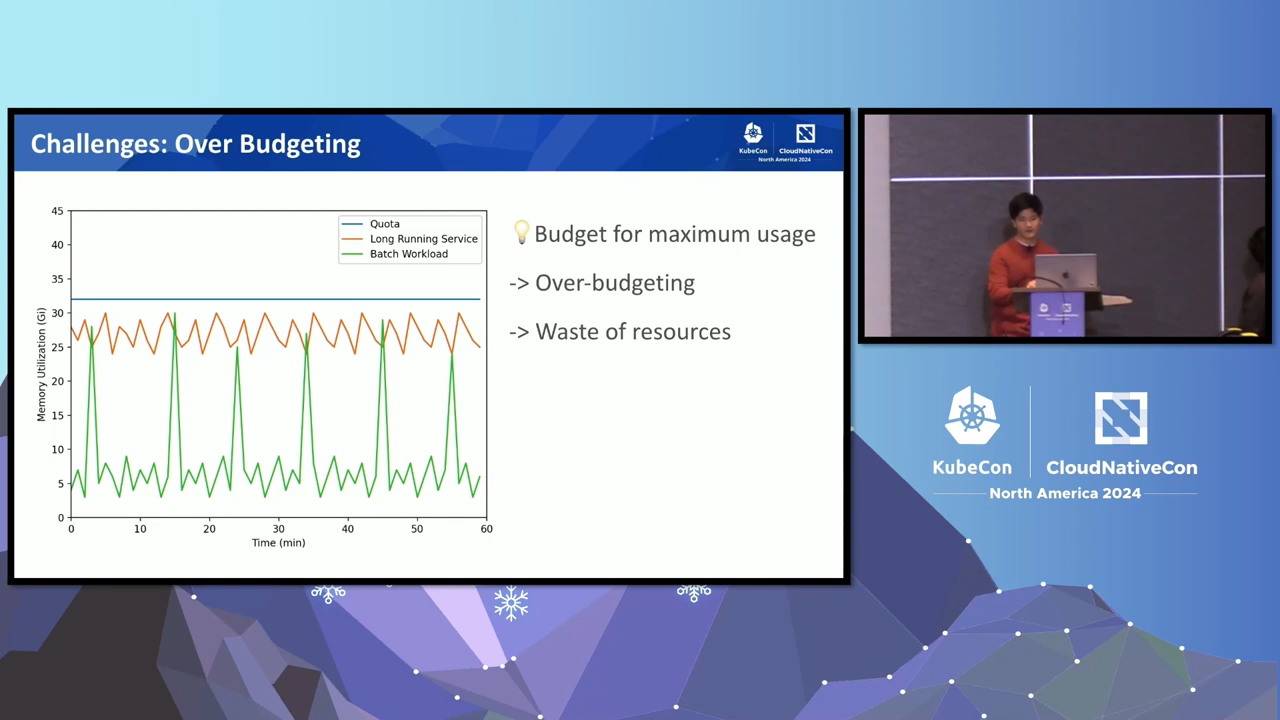 Challenges: Over Budgeting
KubeCon
CloudNativeCon
North America 2024
45
40
35
30
25
20
15
10
5
0
Memory Utilization (Gi)
Quota
Long Running Service
Batch Workload
0 10 20 30 40 50 60
Time (min)
💡Budget for maximum usage
-> Over-budgeting
-> Waste of resources
KubeCon
CloudNativeCon
North America 2024